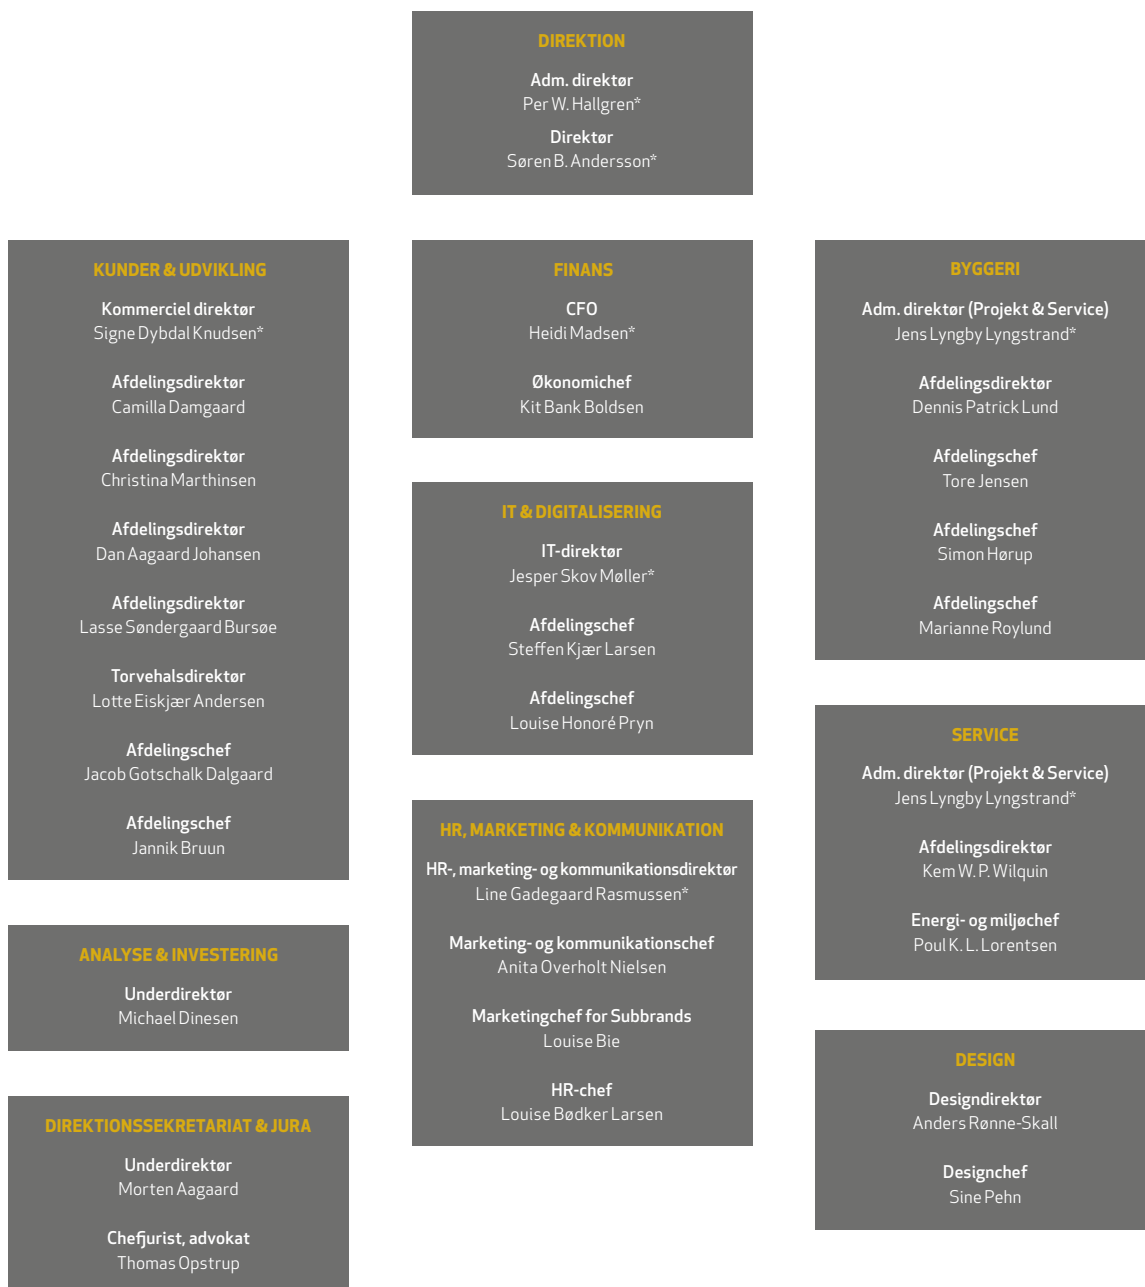 DIREKTION
Adm. direktør
Per W. Hallgren*
Direktør
Søren B. Andersson*
KUNDER & UDVIKLING
Kommerciel direktør
Signe Dybdal Knudsen*
Afdelingsdirektør
Camilla Damgaard
Afdelingsdirektør
Christina Marthinsen
Afdelingsdirektør
Dan Aagaard Johansen
Afdelingsdirektør
Lasse Søndergaard Bursøe
Torvehalsdirektør
Lotte Eiskjær Andersen
Afdelingschef
Jacob Gotschalk Dalgaard
Afdelingschef
Jannik Bruun
ANALYSE & INVESTERING
Underdirektør
Michael Dinesen
DIREKTIONSSEKRETARIAT & JURA
Underdirektør
Morten Aagaard
Chefjurist, advokat
Thomas Opstrup
FINANS
CFO
Heidi Madsen*
Økonomichef
Kit Bank Boldsen
IT & DIGITALISERING
IT-direktør
Jesper Skov Møller*
Afdelingschef
Steffen Kjær Larsen
Afdelingschef
Louise Honoré Pryn
HR, MARKETING & KOMMUNIKATION
HR-, marketing- og kommunikationsdirektør
Line Gadegaard Rasmussen*
Marketing- og kommunikationschef
Anita Overholt Nielsen
Marketingchef for Subbrands
Louise Bie
HR-chef
Louise Bødker Larsen
BYGGERI
Adm. direktør (Projekt & Service)
Jens Lyngby Lyngstrand*
Afdelingsdirektør
Dennis Patrick Lund
Afdelingschef
Tore Jensen
Afdelingschef
Simon Hørup
Afdelingschef
Marianne Roylund
SERVICE
Adm. direktør (Projekt & Service)
Jens Lyngby Lyngstrand*
Afdelingsdirektør
Kem W. P. Wilquin
Energi- og miljøchef
Poul K. L. Lorentsen
DESIGN
Designdirektør
Anders Rønne-Skall
Designchef
Sine Pehn